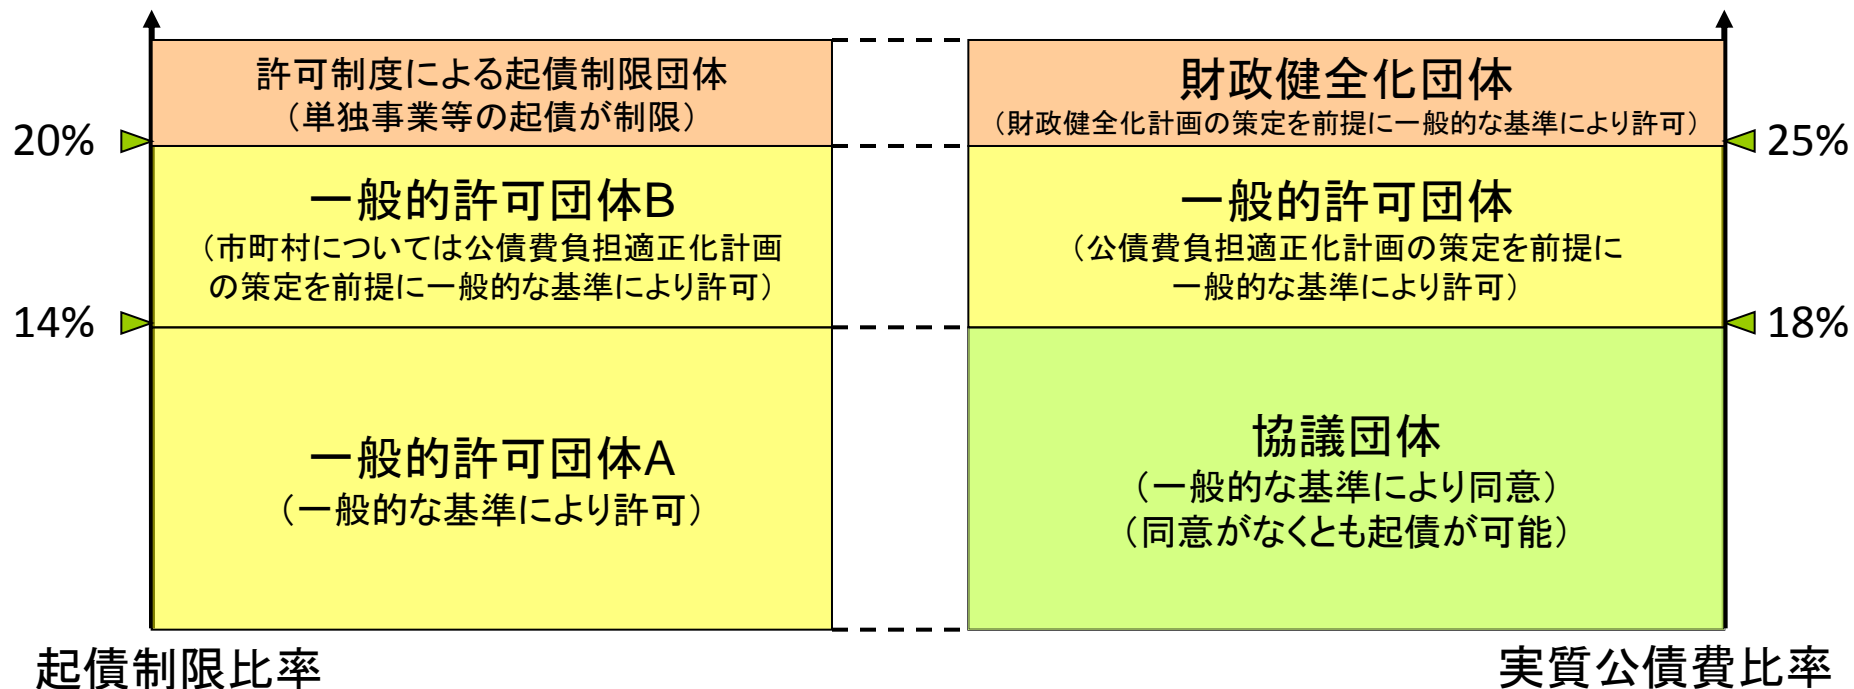 許可制度による起債制限団体
（単独事業等の起債が制限）
20%
一般的許可団体B
（市町村については公債費負担適正化計画
の策定を前提に一般的な基準により許可）
14%
一般的許可団体A
（一般的な基準により許可）
起債制限比率
財政健全化団体
（財政健全化計画の策定を前提に一般的な基準により許可）
25%
一般的許可団体
（公債費負担適正化計画の策定を前提に
一般的な基準により許可）
18%
協議団体
（一般的な基準により同意）
（同意がなくとも起債が可能）
実質公債費比率